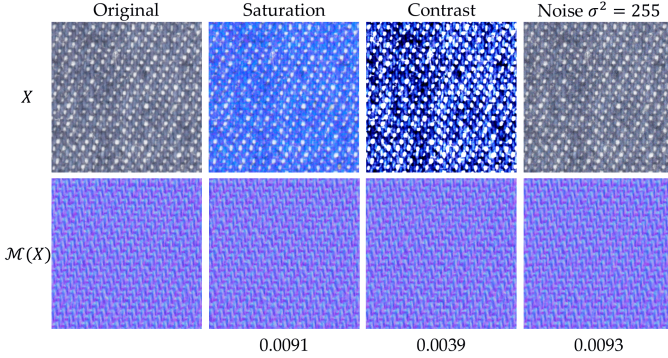 Original Saturation Contrast Noise σ² = 255
X
ℳ(X)
0.0091 0.0039 0.0093